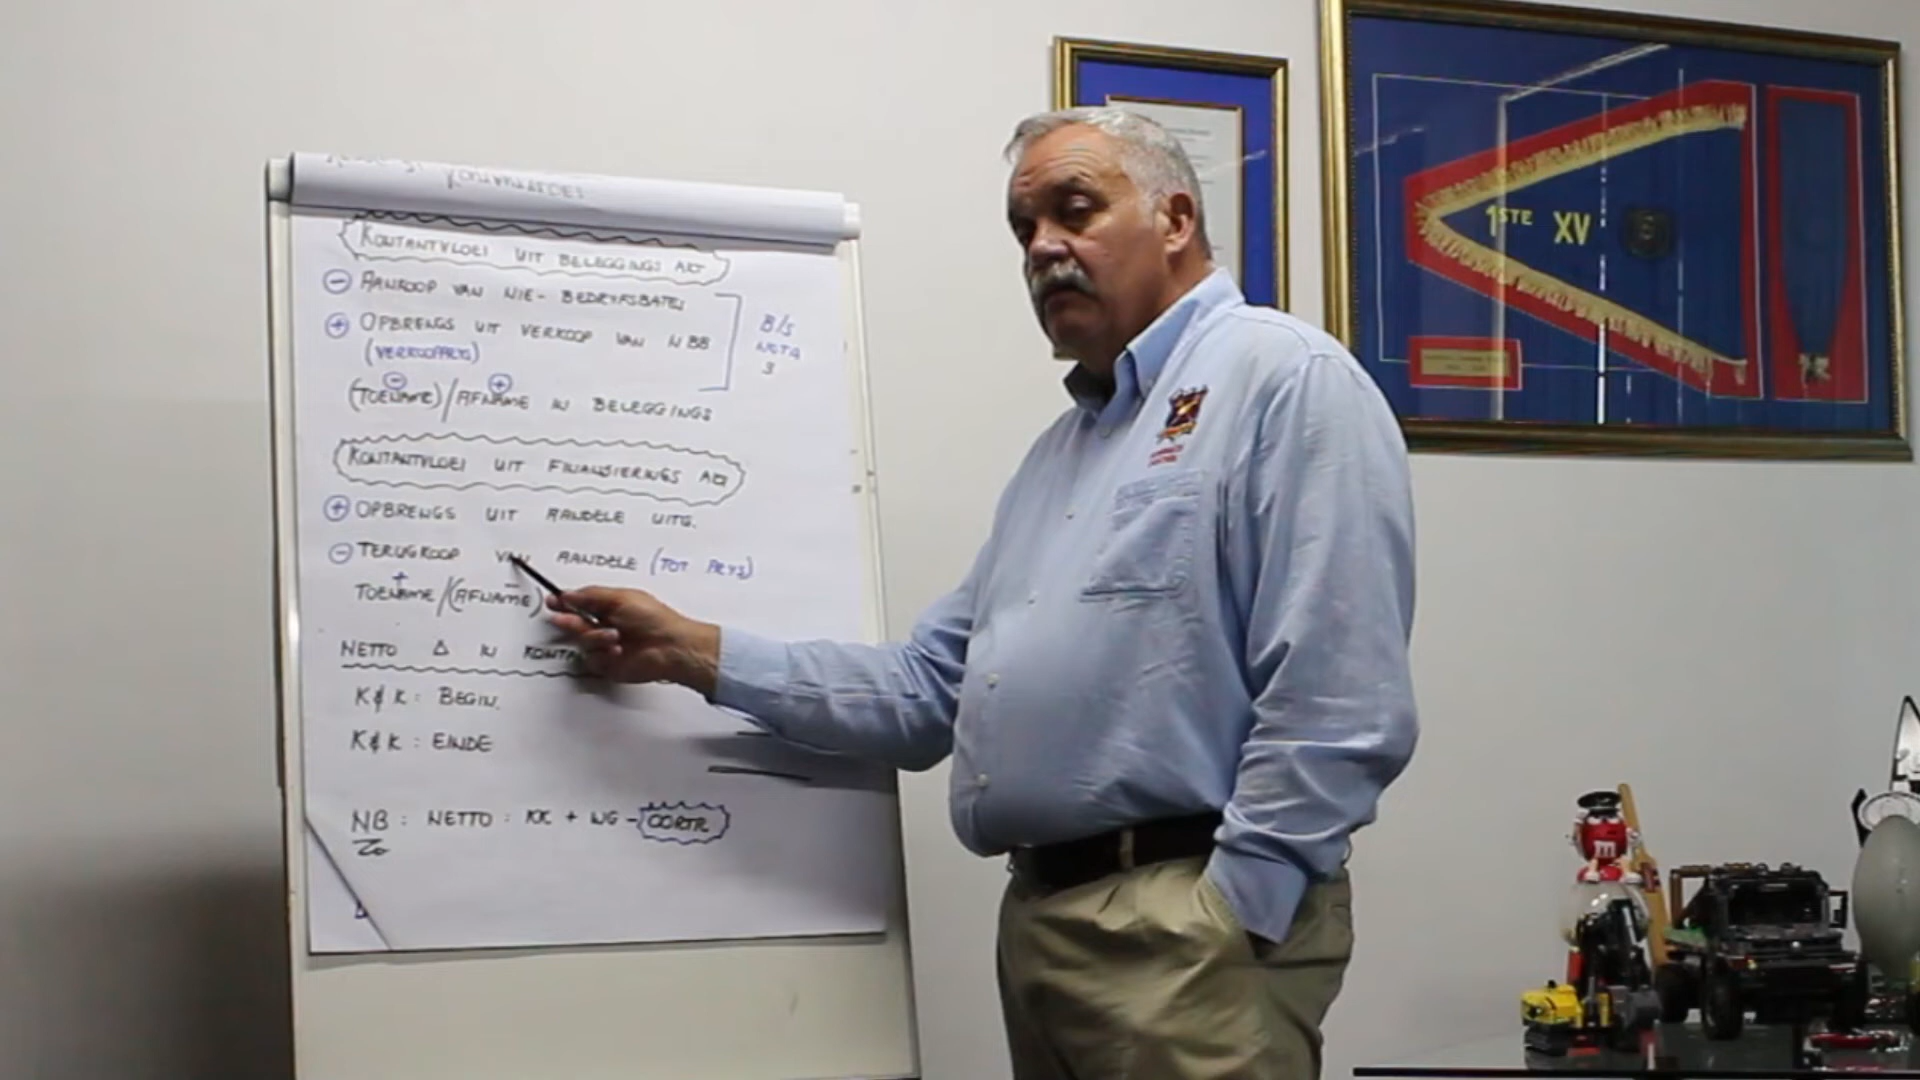 KONTANTVLOEI UIT BELEGGINGS AKT
⊖ AANKOOP VAN NIE-BEDRYFSBATES
⊕ OPBRENGS UIT VERKOOP VAN NBB
(VERKOOPPRYS)
B/S
NOTA
3
⊖ ⊕
(TOENAME)/AFNAME IN BELEGGINGS
KONTANTVLOEI UIT FINANSIERINGS AKT
⊕ OPBRENGS UIT AANDELE UITG.
⊖ TERUGKOOP VAN AANDELE (TOT PRYS)
+ −
TOENAME/(AFNAME)
NETTO Δ IN KONTA
K&K: BEGIN.
K&K: EINDE
NB: NETTO: KK + WG - OORTR
1STE XV
M